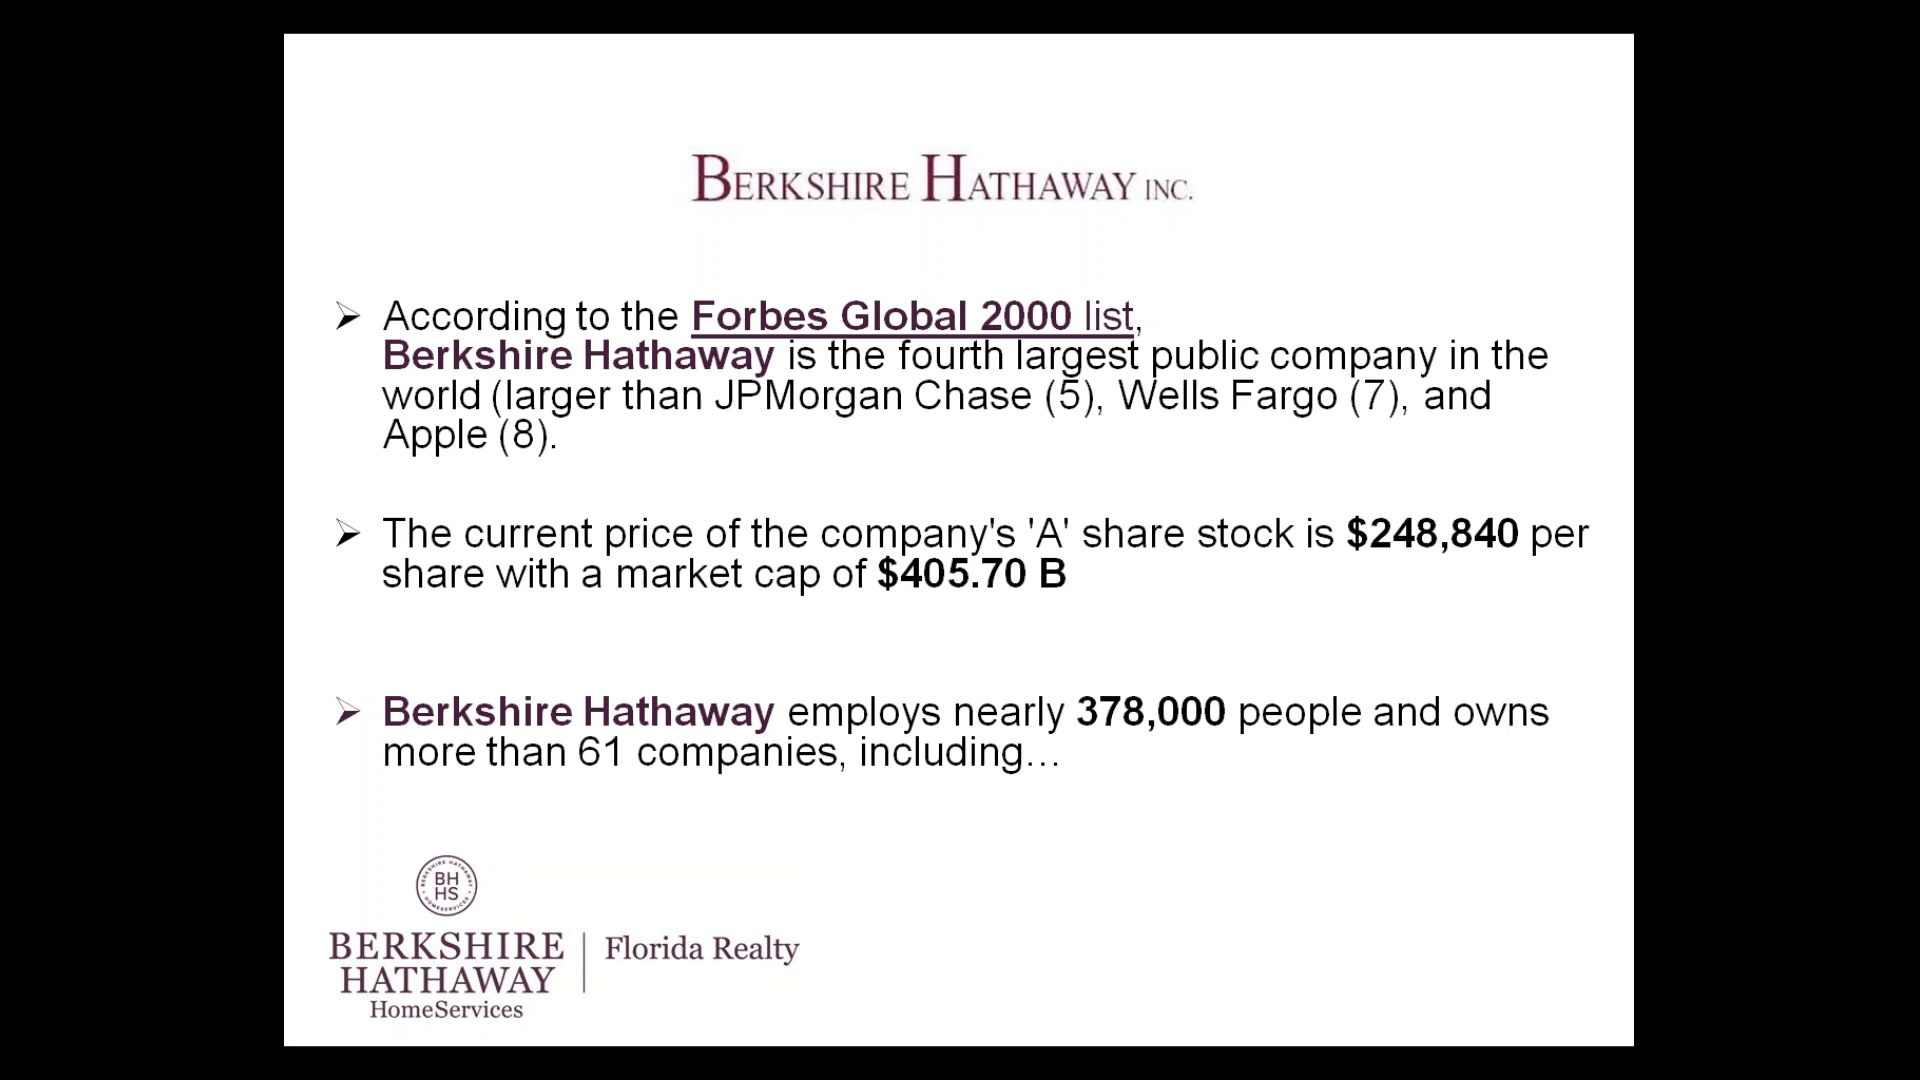 BERKSHIRE HATHAWAY INC.
➢ According to the Forbes Global 2000 list,
Berkshire Hathaway is the fourth largest public company in the
world (larger than JPMorgan Chase (5), Wells Fargo (7), and
Apple (8).
➢ The current price of the company's 'A' share stock is $248,840 per
share with a market cap of $405.70 B
➢ Berkshire Hathaway employs nearly 378,000 people and owns
more than 61 companies, including...
BERKSHIRE HATHAWAY
BH
HS
HOMESERVICES
BERKSHIRE
HATHAWAY
HomeServices
Florida Realty